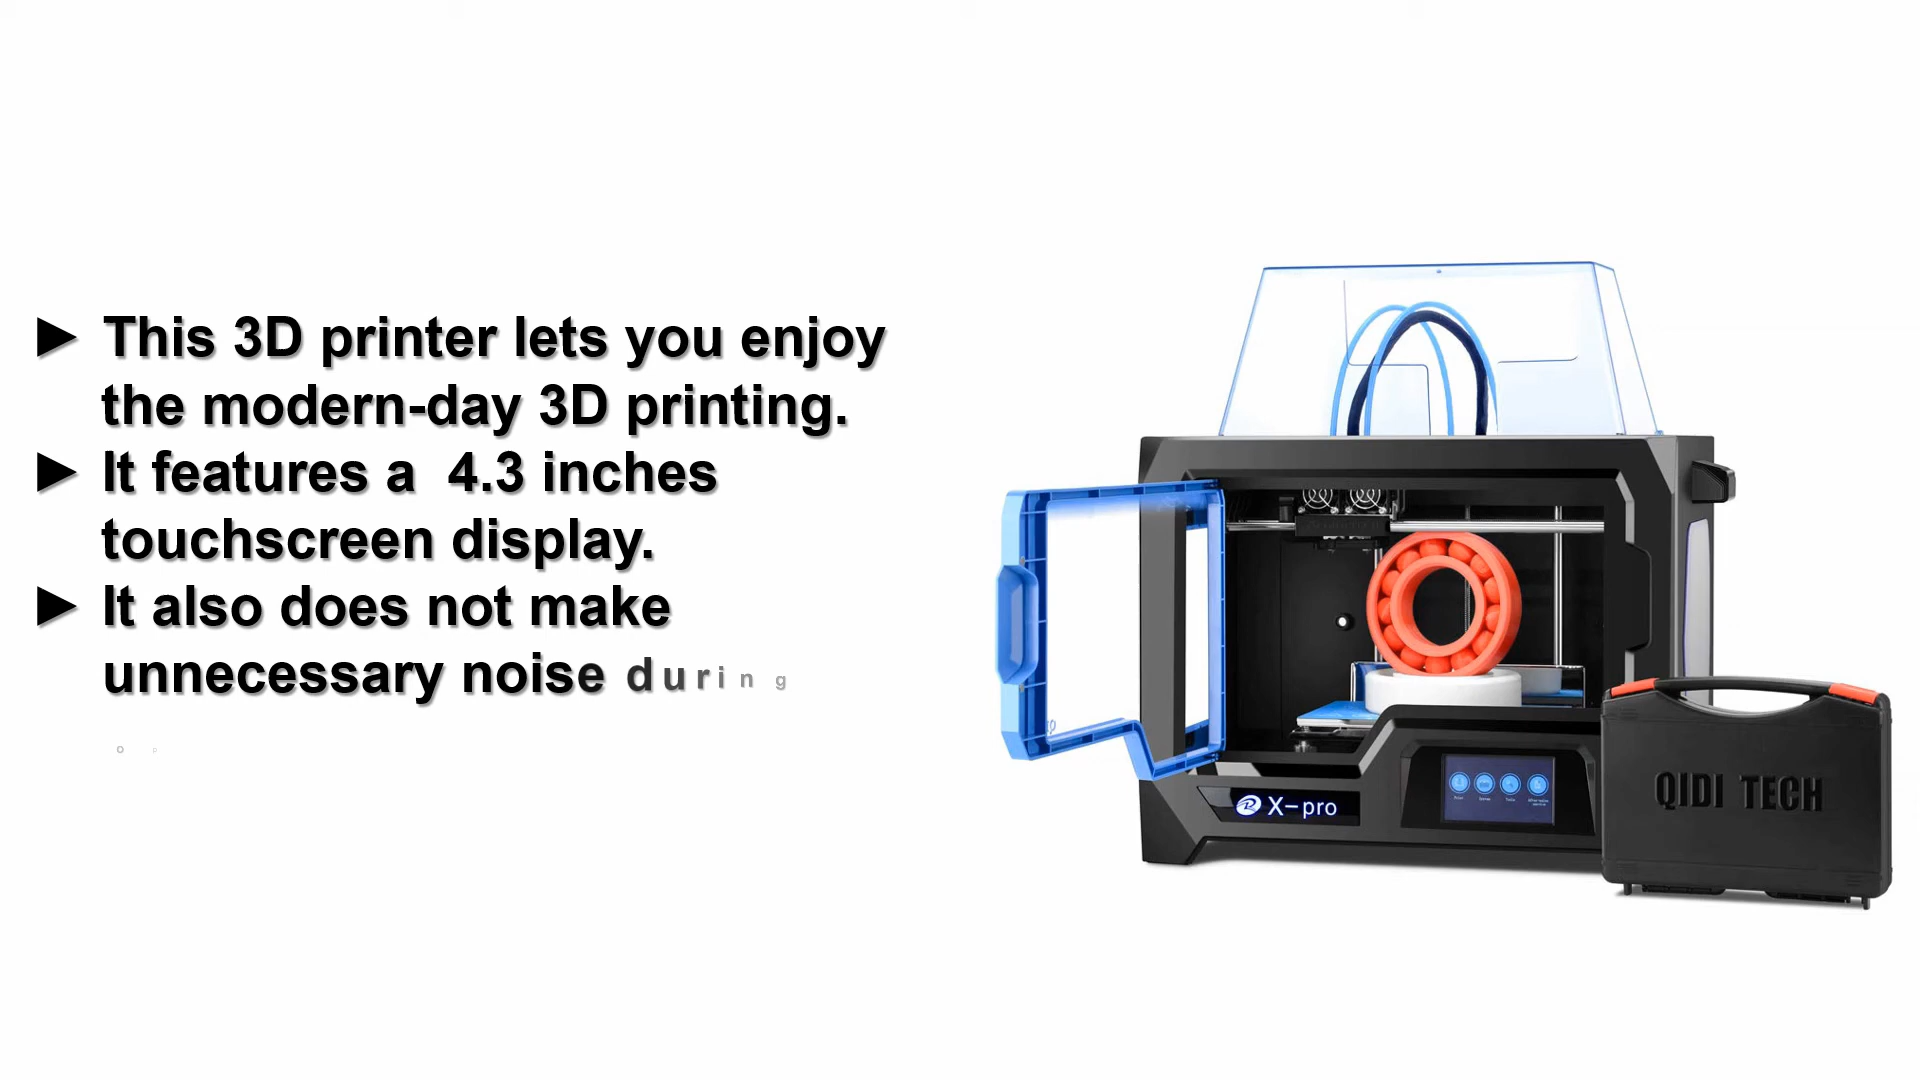 ► This 3D printer lets you enjoy
the modern-day 3D printing.
► It features a  4.3 inches
touchscreen display.
► It also does not make
unnecessary noise during
o p
X-pro
QIDI TECH